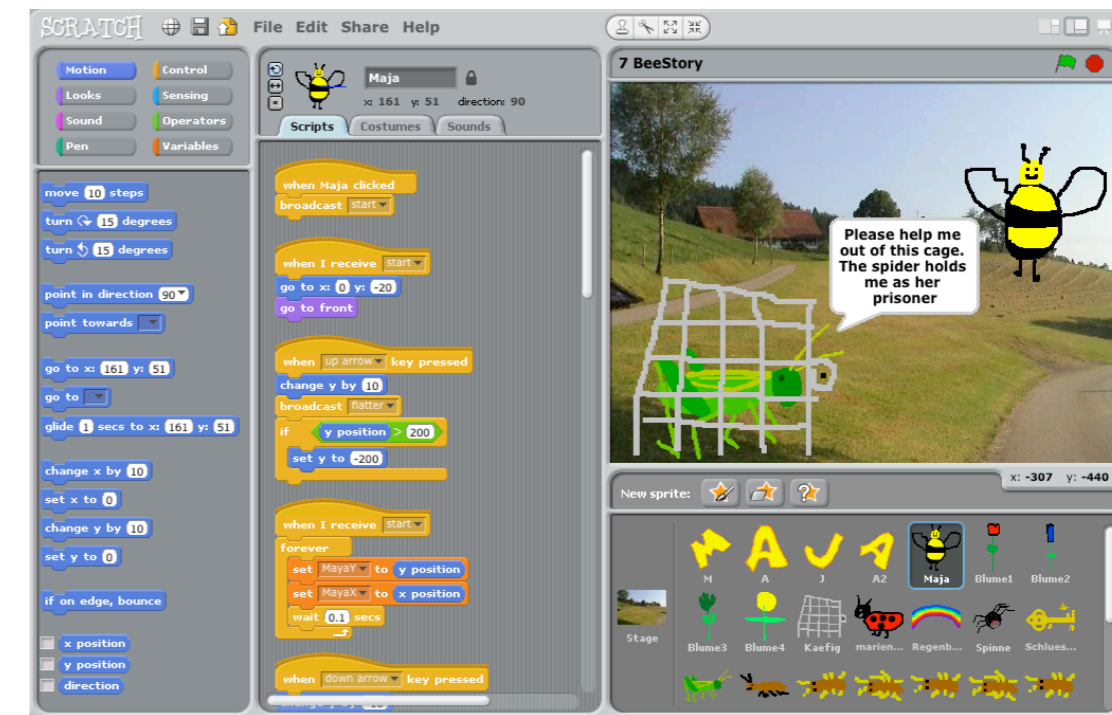 SCRATCH File Edit Share Help
Motion Control
Looks Sensing
Sound Operators
Pen Variables
move 10 steps
turn 15 degrees
turn 15 degrees
point in direction 90
point towards
go to x: 161 y: 51
go to
glide 1 secs to x: 161 y: 51
change x by 10
set x to 0
change y by 10
set y to 0
if on edge, bounce
x position
y position
direction
Maja
x: 161 y: 51 direction: 90
Scripts Costumes Sounds
when Maja clicked
broadcast start
when I receive start
go to x: 0 y: -20
go to front
when up arrow key pressed
change y by 10
broadcast flatter
if y position > 200
set y to -200
when I receive start
forever
set MayaY to y position
set MayaX to x position
wait 0.1 secs
when down arrow key pressed
change y by -10
7 BeeStory
Please help me
out of this cage.
The spider holds
me as her
prisoner
x: -307 y: -440
New sprite:
M A J A2 Maja Blume1 Blume2
Stage
Blume3 Blume4 Kaefig marien... Regenb... Spinne Schlues...